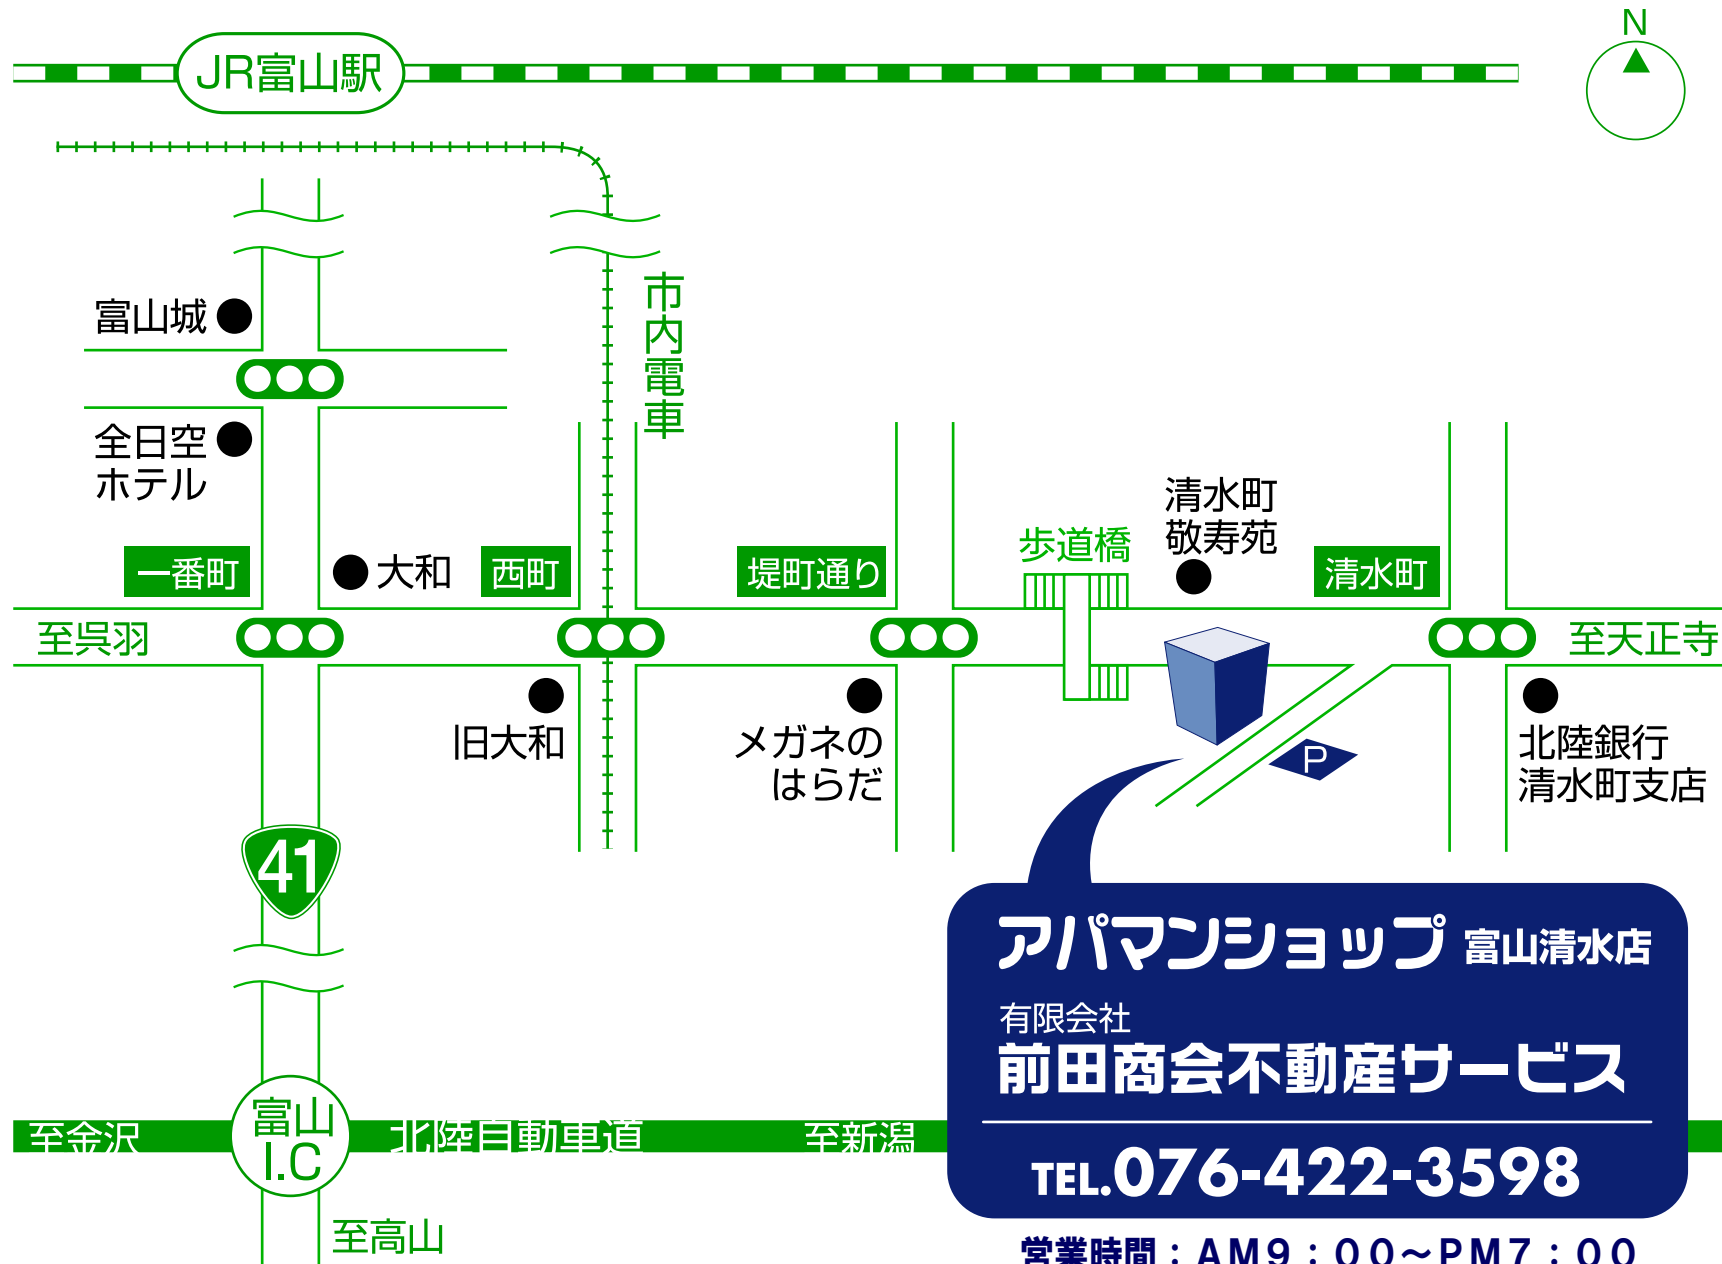 N
JR富山駅
市内電車
富山城
全日空
ホテル
清水町
敬寿苑
歩道橋
一番町
大和
西町
堤町通り
清水町
至呉羽
至天正寺
旧大和
メガネの
はらだ
P
北陸銀行
清水町支店
41
アパマンショップ 富山清水店
有限会社
前田商会不動産サービス
富山
I.C
至金沢
北陸自動車道
至新潟
TEL.076-422-3598
至高山
営業時間：AM9：00〜PM7：00